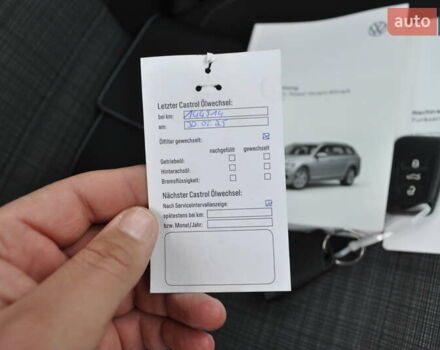 auto
Letzter Castrol Ölwechsel:
bei km: 144514
am:
Ölfilter gewechselt:
nachgefüllt gewechselt
Getriebeöl:
Hinterachsöl:
Bremsflüssigkeit:
Nächster Castrol Ölwechsel:
Nach Serviceintervallanzeige:
spätestens bei km:
bzw. Monat/Jahr: